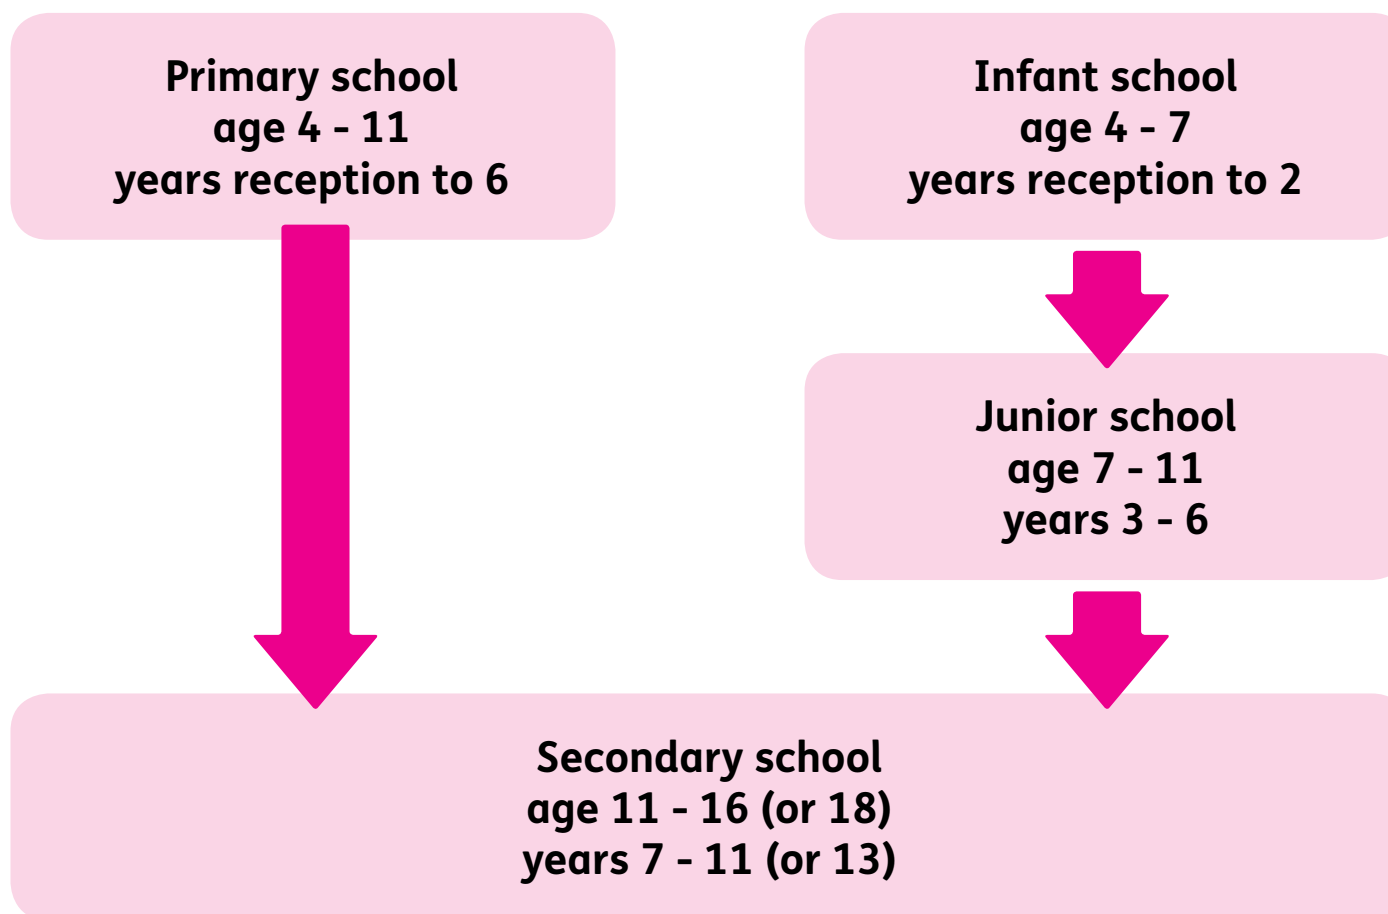 Primary school
age 4 - 11
years reception to 6
Infant school
age 4 - 7
years reception to 2
Junior school
age 7 - 11
years 3 - 6
Secondary school
age 11 - 16 (or 18)
years 7 - 11 (or 13)